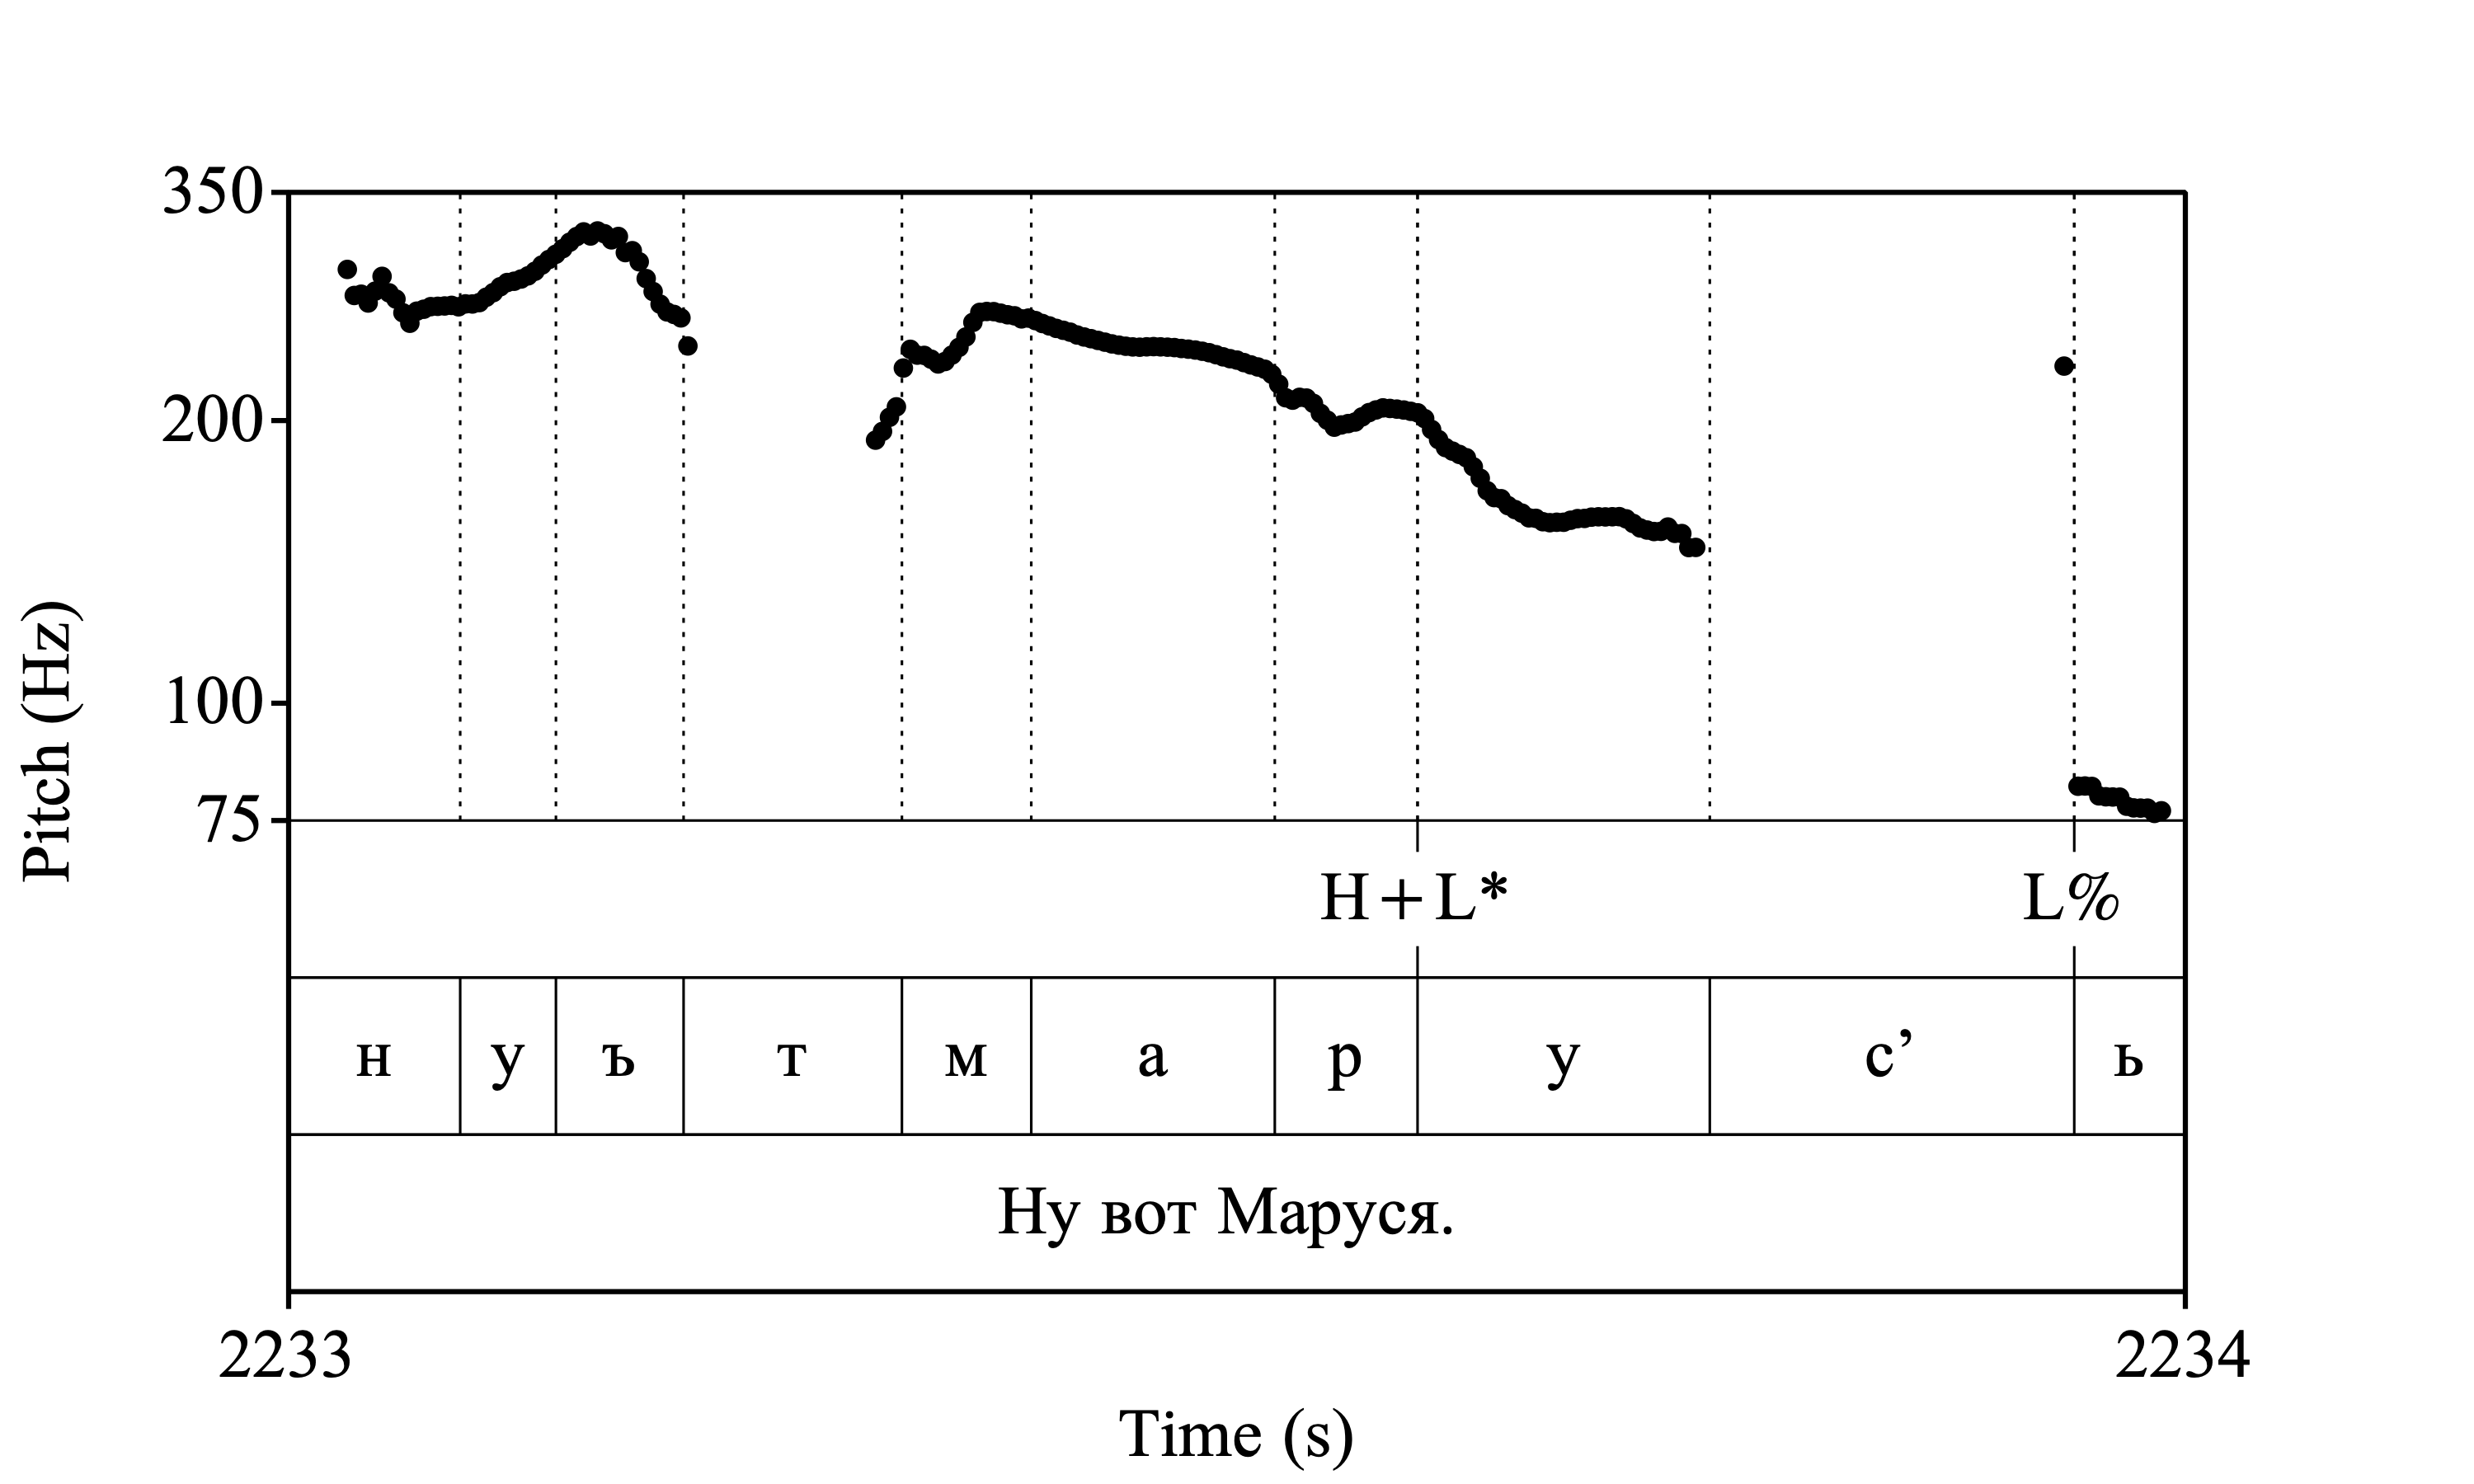 350
200
100
75
Pitch (Hz)
H+L* L%
н у ъ т м а р у с’ ь
Ну вот Маруся.
2233 2234
Time (s)